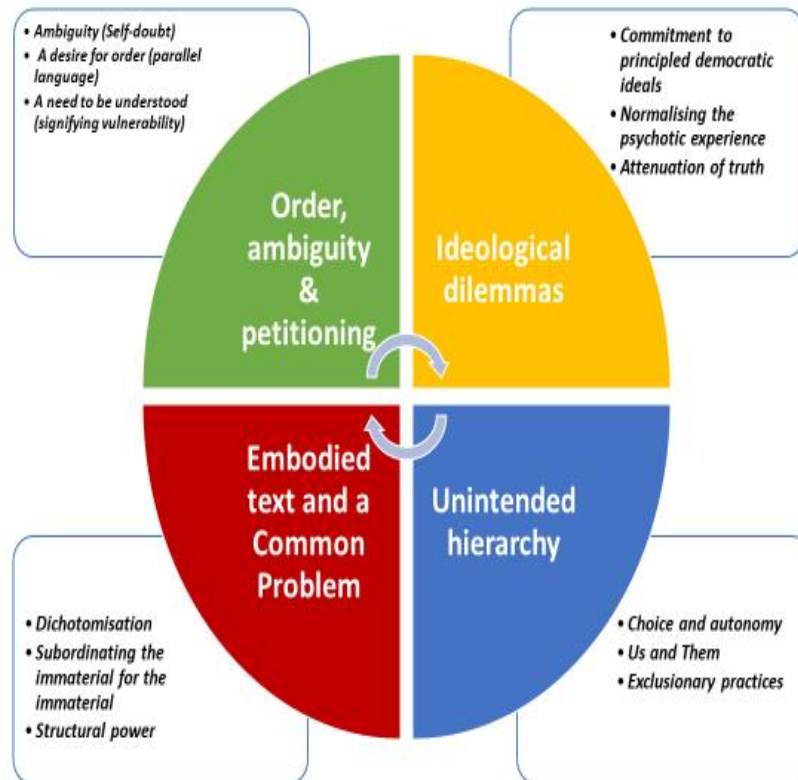 • Ambiguity (Self-doubt)
• A desire for order (parallel
language)
• A need to be understood
(signifying vulnerability)
• Commitment to
principled democratic
ideals
• Normalising the
psychotic experience
• Attenuation of truth
Order,
ambiguity
&
petitioning
Ideological
dilemmas
Embodied
text and a
Common
Problem
Unintended
hierarchy
• Dichotomisation
• Subordinating the
immaterial for the
immaterial
• Structural power
• Choice and autonomy
• Us and Them
• Exclusionary practices